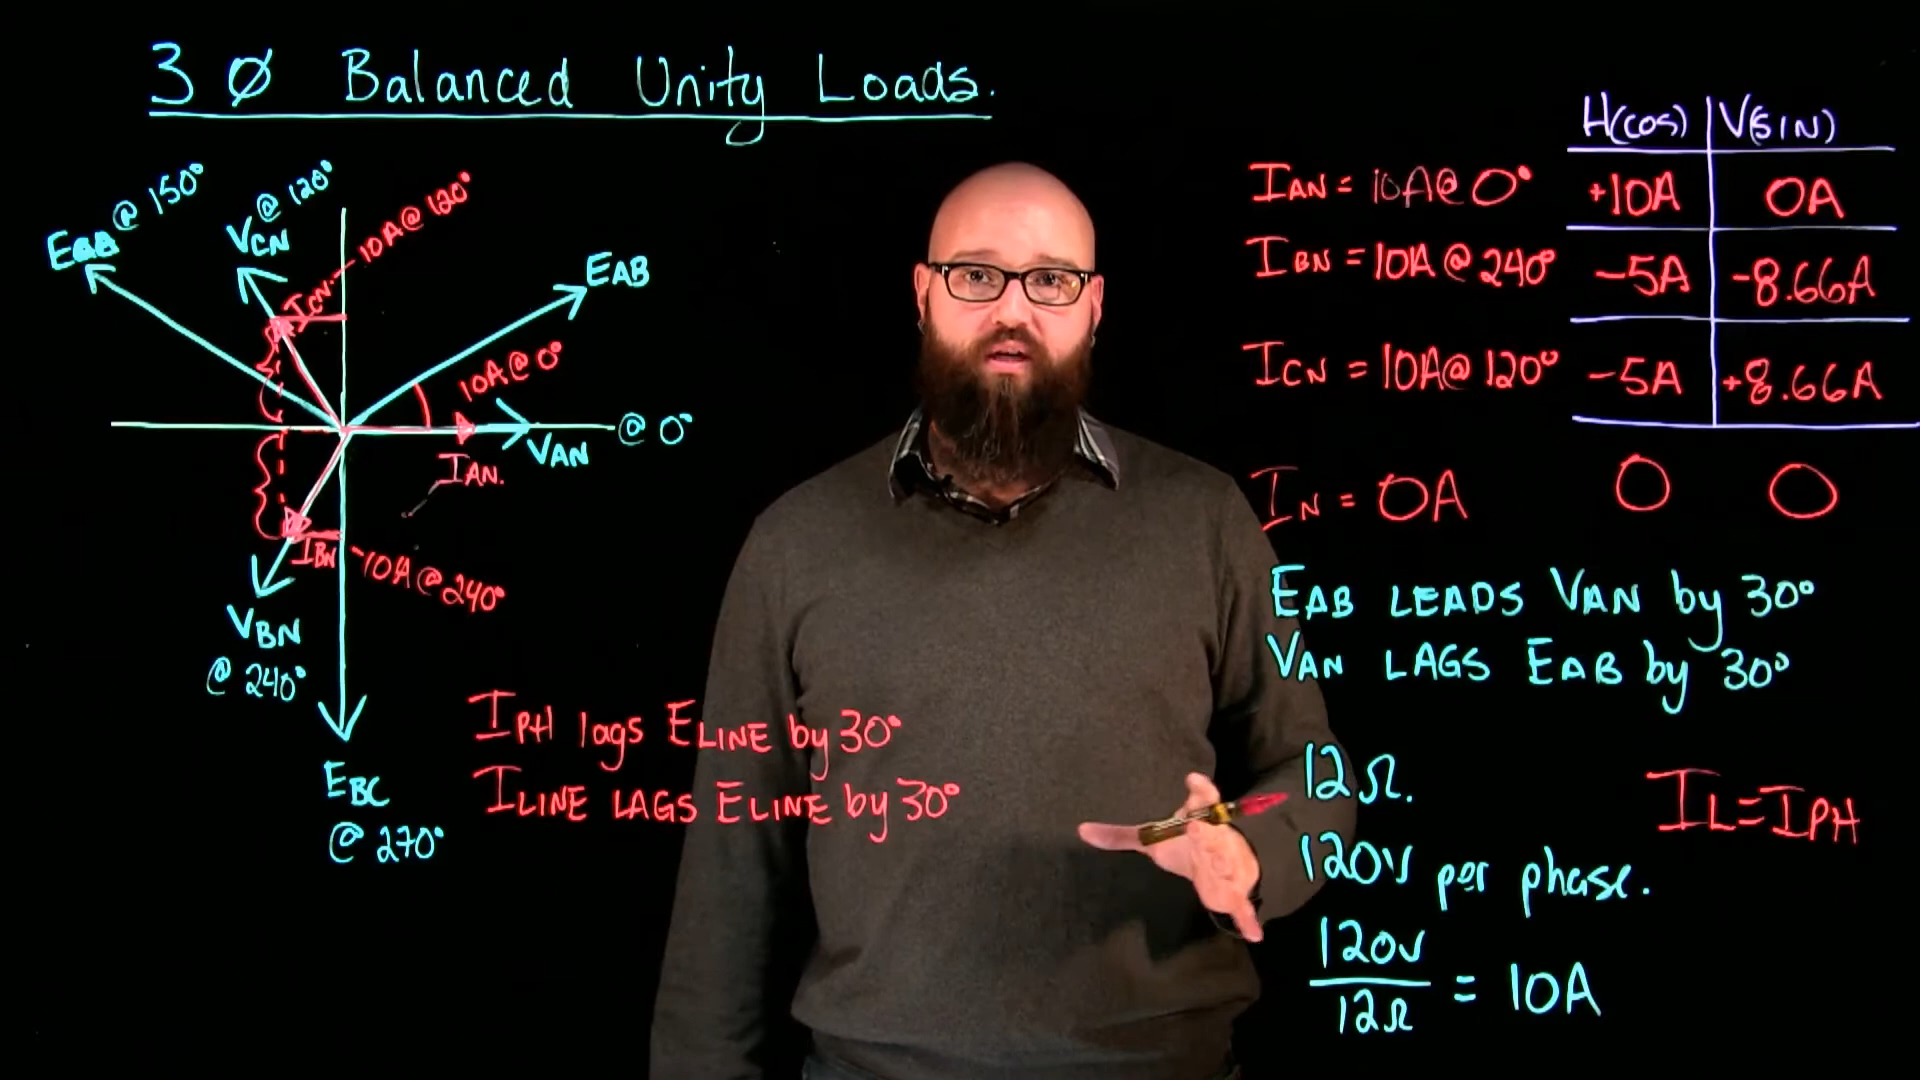 3 Ø Balanced Unity Loads.
@ 150°
VCN @ 120°
10A @ 120°
ICN
EAB
10A @ 0°
@ 0°
VAN
IAN.
IBN
10A @ 240°
VBN
@ 240°
EBC
@ 270°
IPH lags ELINE by 30°
ILINE LAGS ELINE by 30°
H(cos) V(SIN)
IAN = 10A @ 0° +10A 0A
IBN = 10A @ 240° -5A -8.66A
ICN = 10A @ 120° -5A +8.66A
IN = 0A 0 0
EAB LEADS VAN by 30°
VAN LAGS EAB by 30°
12Ω.
IL = IPH
120V per phase.
120V
12Ω
= 10A